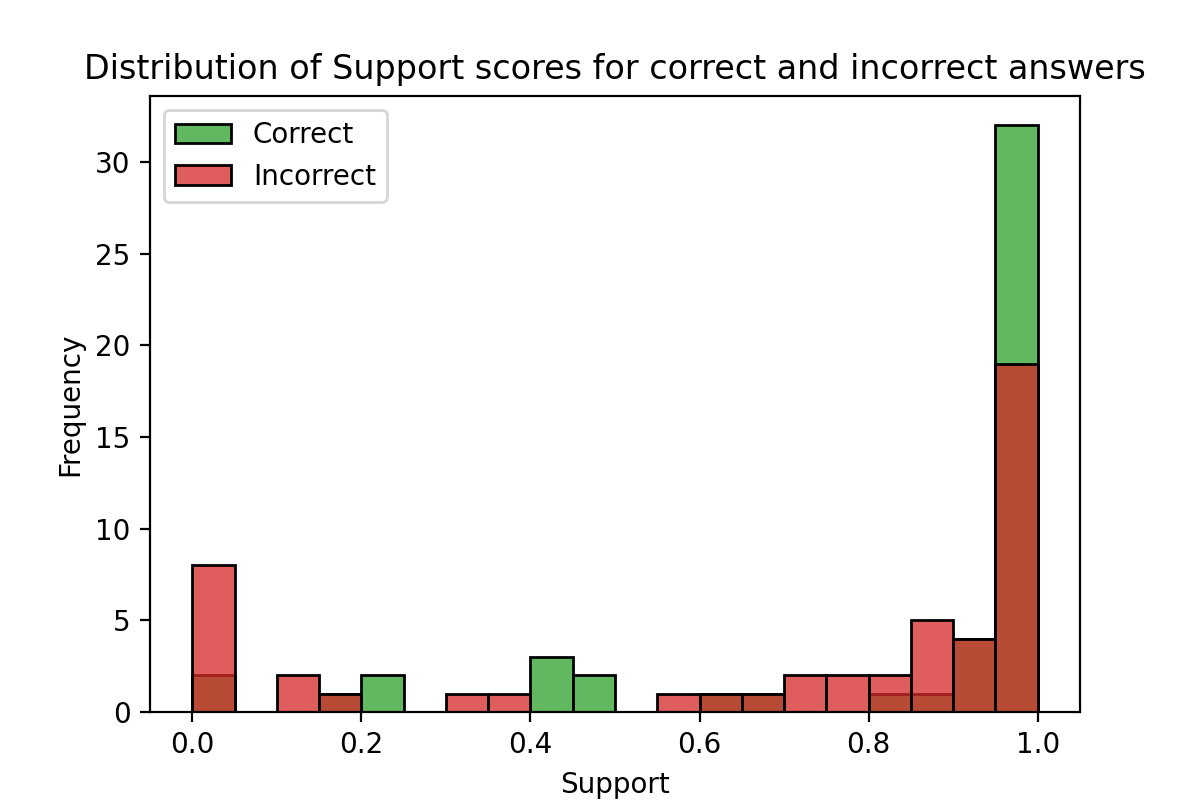 Distribution of Support scores for correct and incorrect answers
Correct
Incorrect
Frequency
30
25
20
15
10
5
0
0.0 0.2 0.4 0.6 0.8 1.0
Support